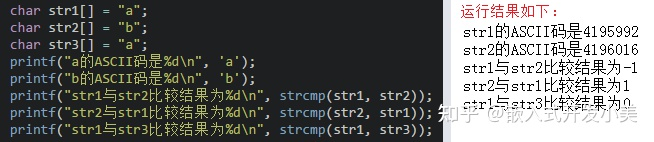 char str1[] = "a";
char str2[] = "b";
char str3[] = "a";
printf("a的ASCII码是%d\n", 'a');
printf("b的ASCII码是%d\n", 'b');
printf("str1与str2比较结果为%d\n", strcmp(str1, str2));
printf("str2与str1比较结果为%d\n", strcmp(str2, str1));
printf("str1与str3比较结果为%d\n", strcmp(str1, str3));
运行结果如下：
str1的ASCII码是4195992
str2的ASCII码是4196016
str1与str2比较结果为-1
str2与str1比较结果为1
str1与str3比较结果为0
知乎 @嵌入式开发小美